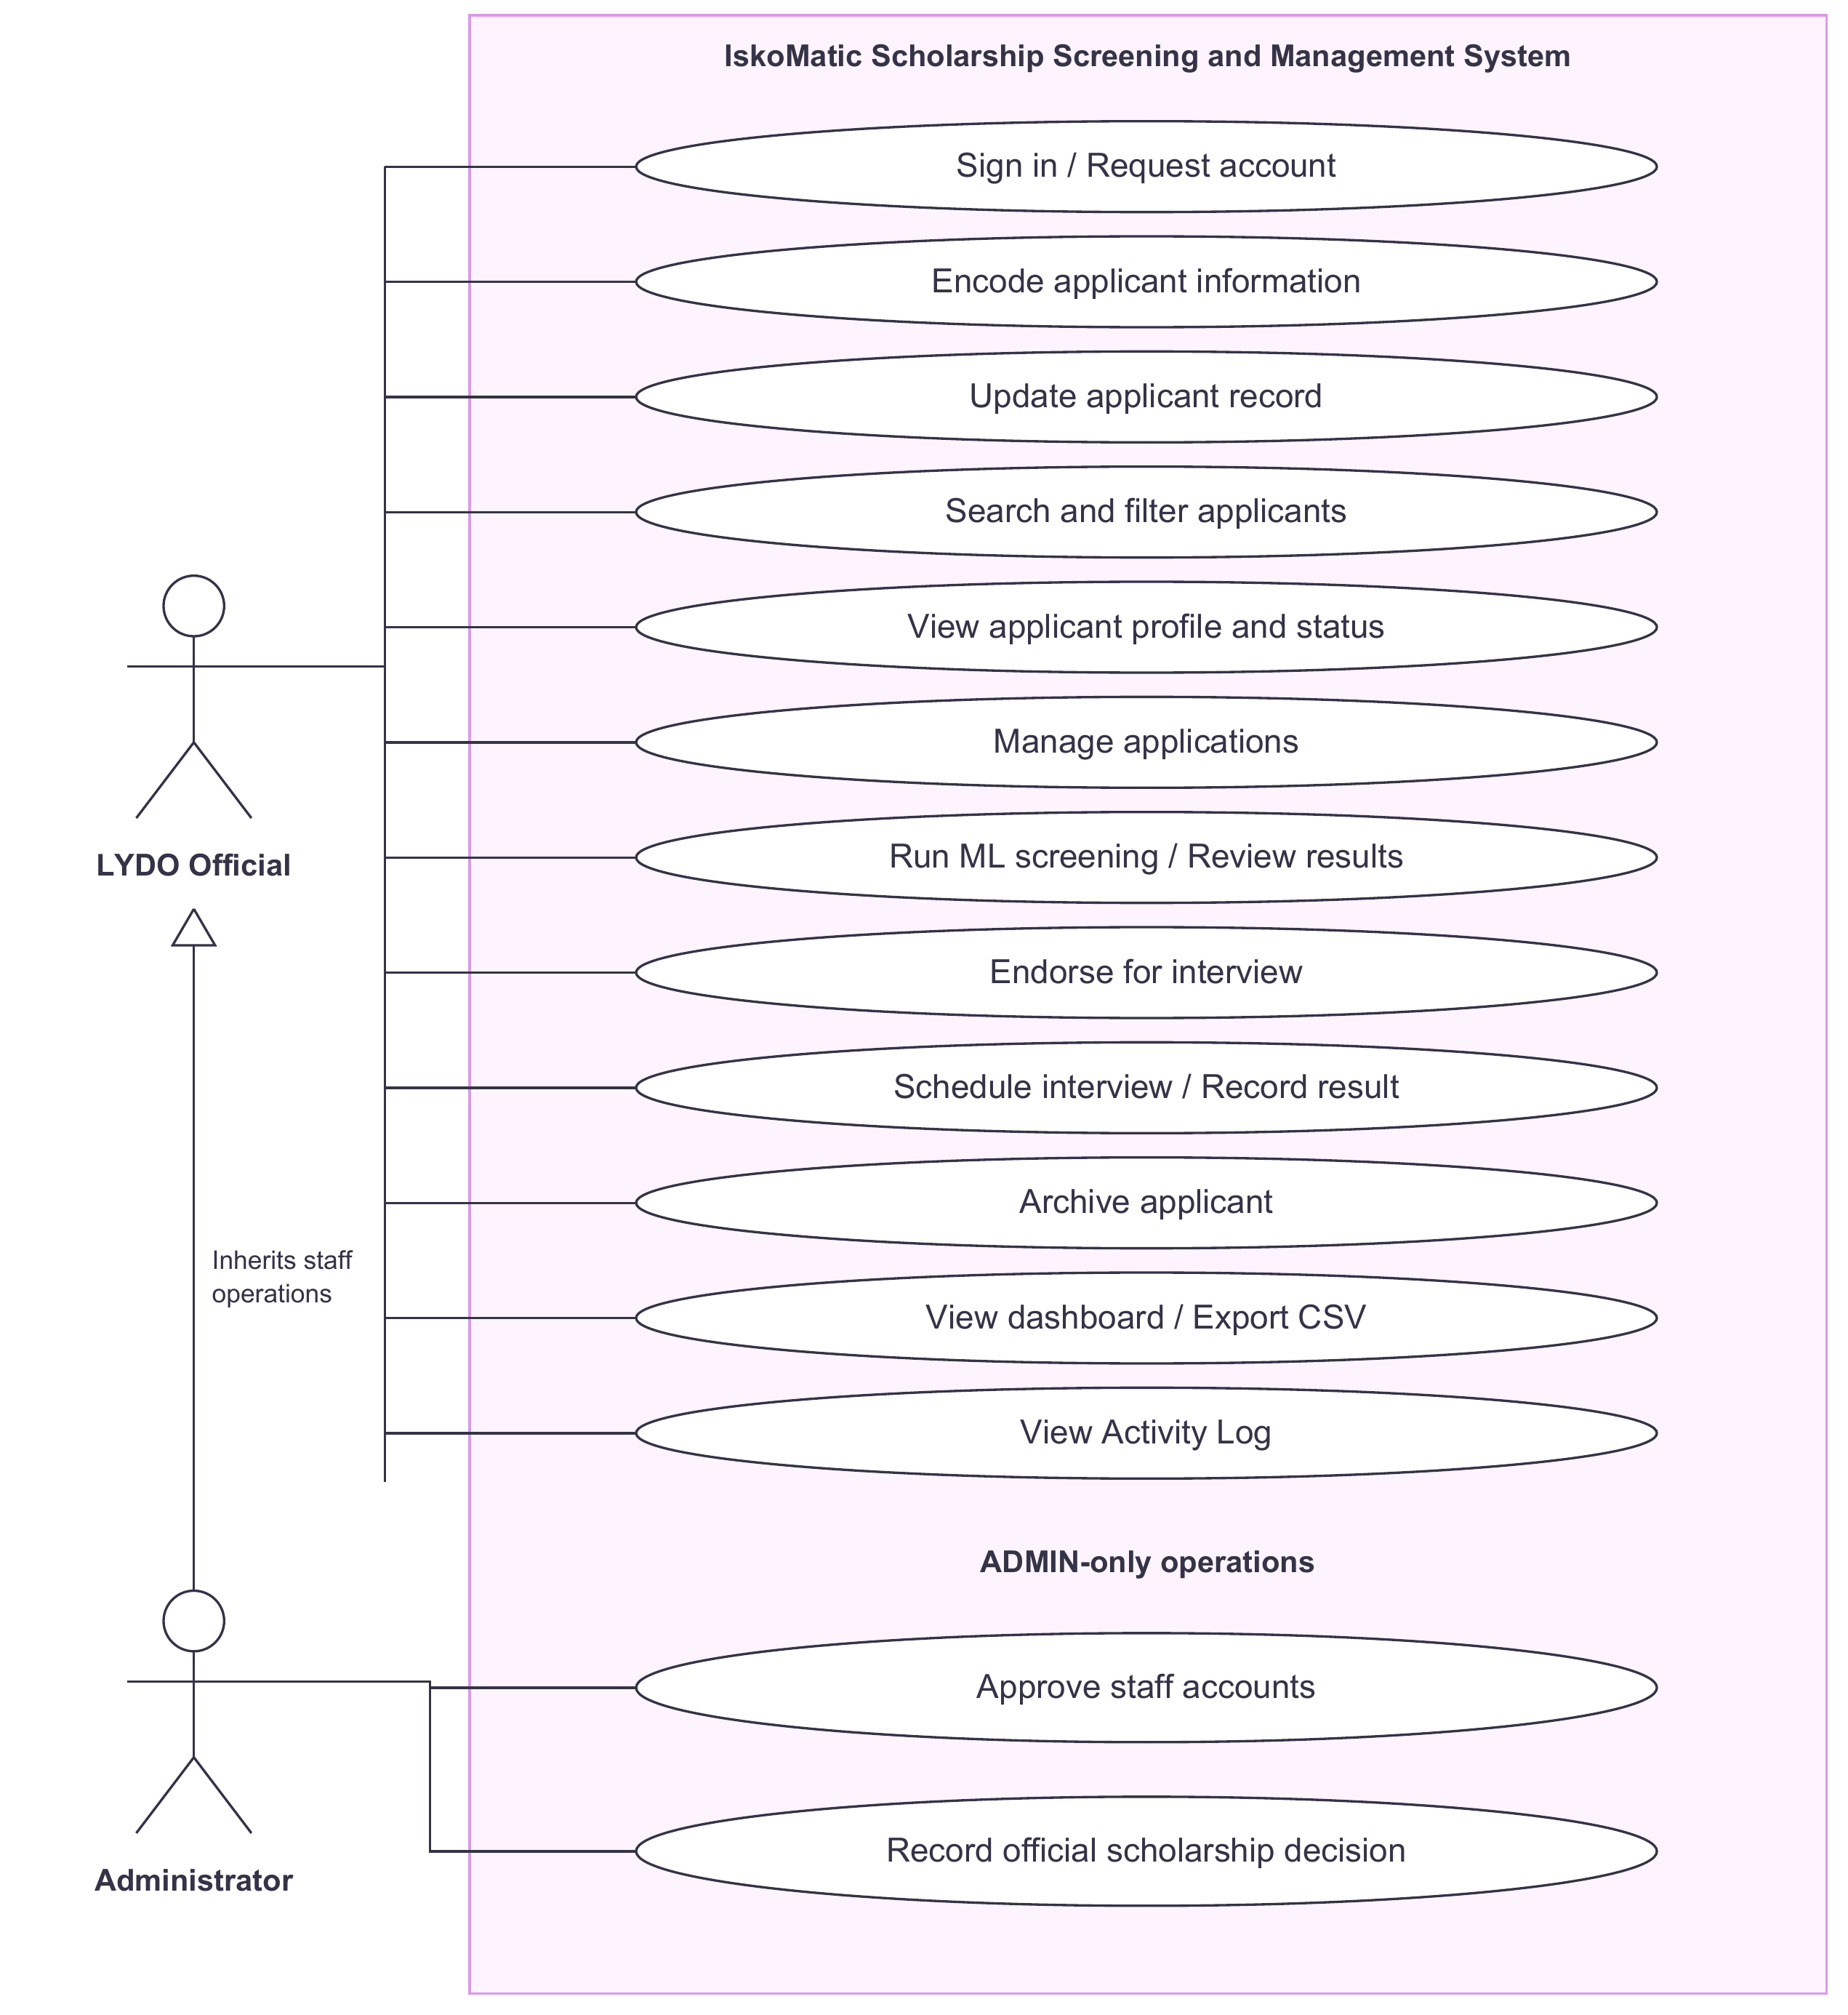 IskoMatic Scholarship Screening and Management System
Sign in / Request account
Encode applicant information
Update applicant record
Search and filter applicants
View applicant profile and status
Manage applications
Run ML screening / Review results
LYDO Official
Endorse for interview
Schedule interview / Record result
Archive applicant
Inherits staff
operations
View dashboard / Export CSV
View Activity Log
ADMIN-only operations
Approve staff accounts
Record official scholarship decision
Administrator